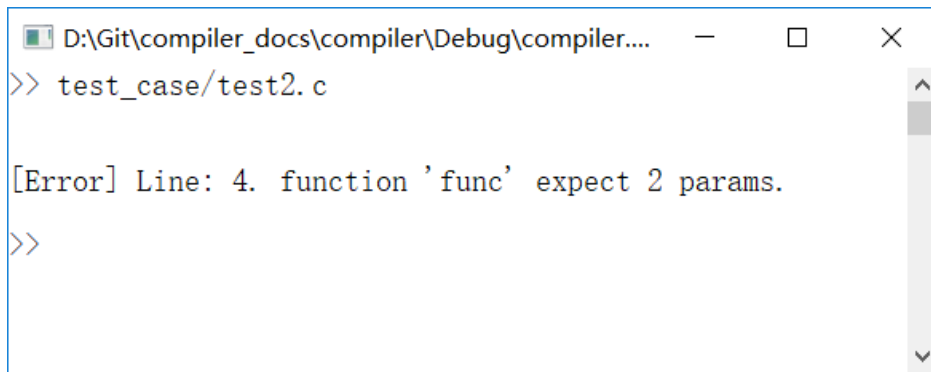 D:\Git\compiler_docs\compiler\Debug\compiler....
>> test_case/test2.c
[Error] Line: 4. function 'func' expect 2 params.
>>